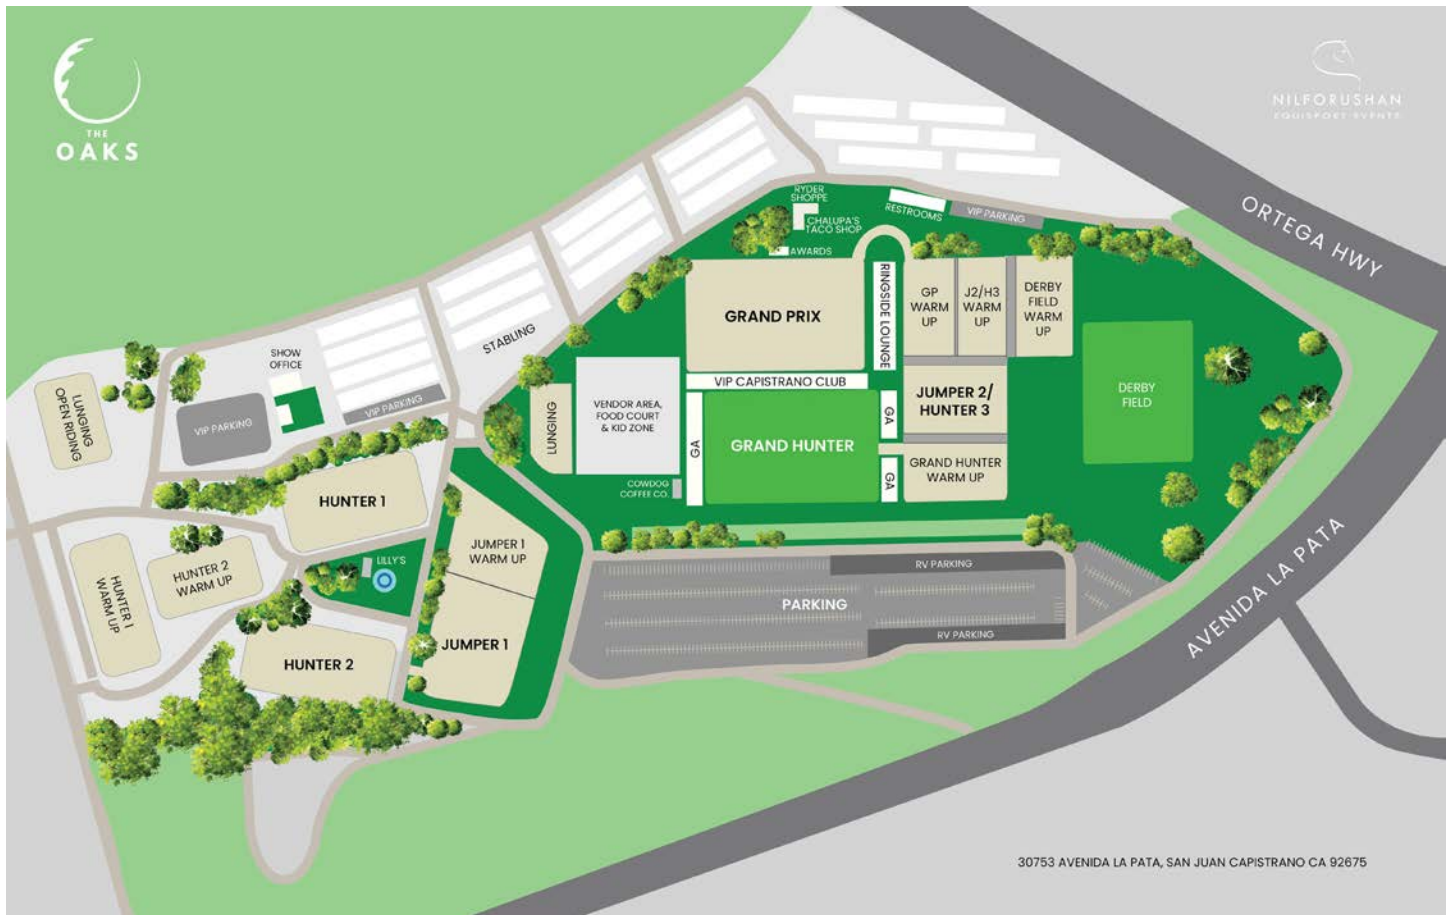 THE
OAKS
NILFORUSHAN
EQUISPORT EVENTS
ORTEGA HWY
AVENIDA LA PATA
RYDER
SHOPPE
CHALUPA'S
TACO SHOP
AWARDS
RESTROOMS
VIP PARKING
GRAND PRIX
RINGSIDE LOUNGE
GP
WARM
UP
J2/H3
WARM
UP
DERBY
FIELD
WARM
UP
STABLING
SHOW
OFFICE
VIP PARKING
VIP PARKING
LUNGING
OPEN RIDING
LUNGING
VENDOR AREA,
FOOD COURT
& KID ZONE
VIP CAPISTRANO CLUB
JUMPER 2/
HUNTER 3
DERBY
FIELD
GA
GRAND HUNTER
GA
GA
GRAND HUNTER
WARM UP
COWDOG
COFFEE CO.
HUNTER 1
JUMPER 1
WARM UP
LILLY'S
HUNTER 2
WARM UP
HUNTER 1
WARM UP
RV PARKING
PARKING
RV PARKING
JUMPER 1
HUNTER 2
30753 AVENIDA LA PATA, SAN JUAN CAPISTRANO CA 92675